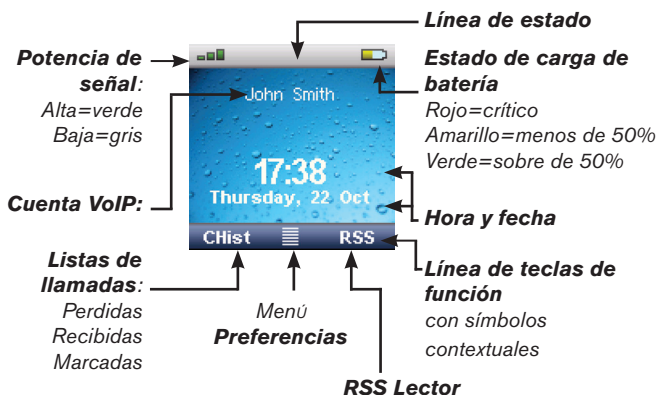 Línea de estado
Potencia de
señal:
Alta=verde
Baja=gris
Estado de carga de
batería
Rojo=crítico
Amarillo=menos de 50%
Verde=sobre de 50%
John Smith
17:38
Thursday, 22 Oct
Cuenta VoIP:
Hora y fecha
CHist
RSS
Listas de
llamadas:
Perdidas
Recibidas
Marcadas
Menú
Preferencias
Línea de teclas de
función
con símbolos
contextuales
RSS Lector